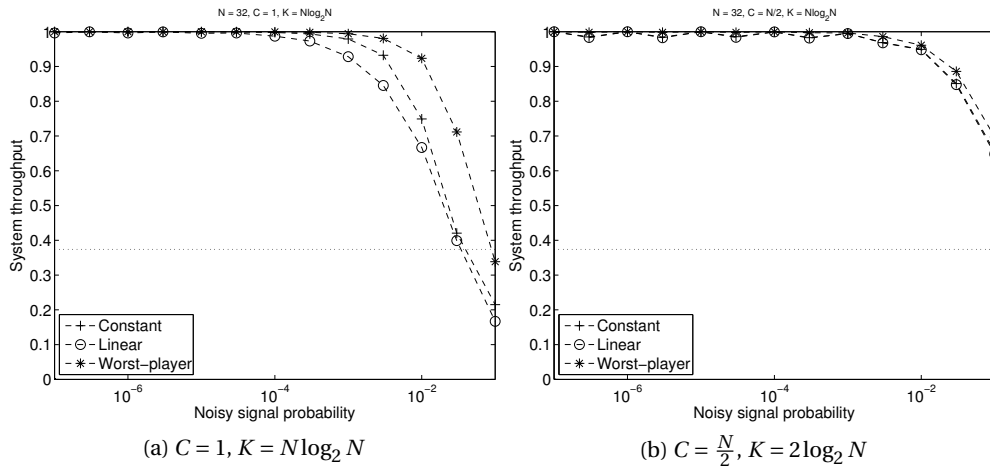 N = 32, C = 1, K = Nlog₂N
1
0.9
0.8
0.7
0.6
0.5
0.4
0.3
0.2
0.1
0
System throughput
Constant
Linear
Worst−player
10⁻⁶ 10⁻⁴ 10⁻²
Noisy signal probability
(a) C = 1, K = N log₂ N
N = 32, C = N/2, K = Nlog₂N
1
0.9
0.8
0.7
0.6
0.5
0.4
0.3
0.2
0.1
0
System throughput
Constant
Linear
Worst−player
10⁻⁶ 10⁻⁴ 10⁻²
Noisy signal probability
(b) C = N/2, K = 2 log₂ N